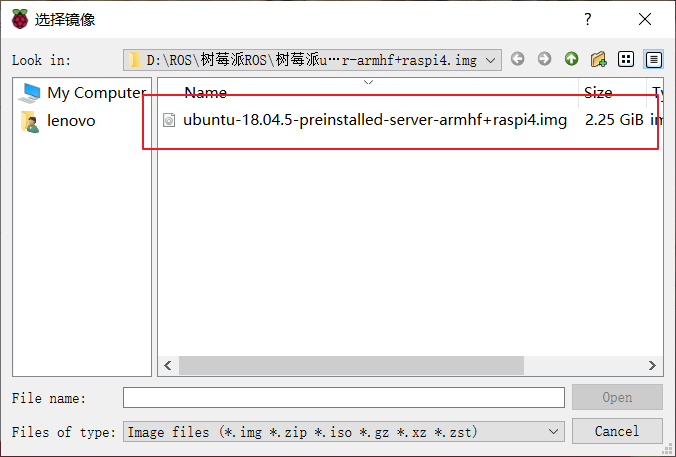 选择镜像
Look in: D:\ROS\树莓派ROS\树莓派u…r-armhf+raspi4.img
My Computer
lenovo
Name Size Ty
ubuntu-18.04.5-preinstalled-server-armhf+raspi4.img 2.25 GiB im
File name: Open
Files of type: Image files (*.img *.zip *.iso *.gz *.xz *.zst) Cancel